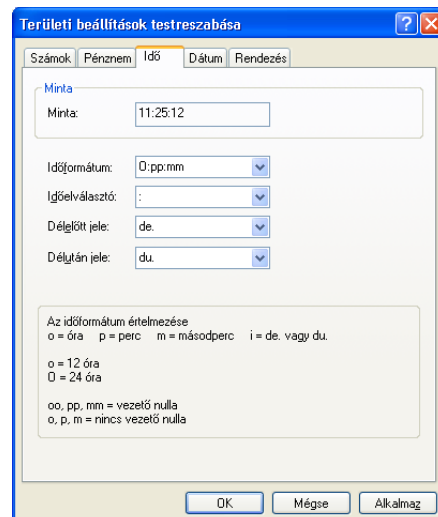 Területi beállítások testreszabása
Számok Pénznem Idő Dátum Rendezés
Minta
Minta: 11:25:12
Időformátum: O:pp:mm
Időelválasztó: :
Délelőtt jele: de.
Délután jele: du.
Az időformátum értelmezése
o = óra p = perc m = másodperc i = de. vagy du.
o = 12 óra
O = 24 óra
oo, pp, mm = vezető nulla
o, p, m = nincs vezető nulla
OK Mégse Alkalmaz